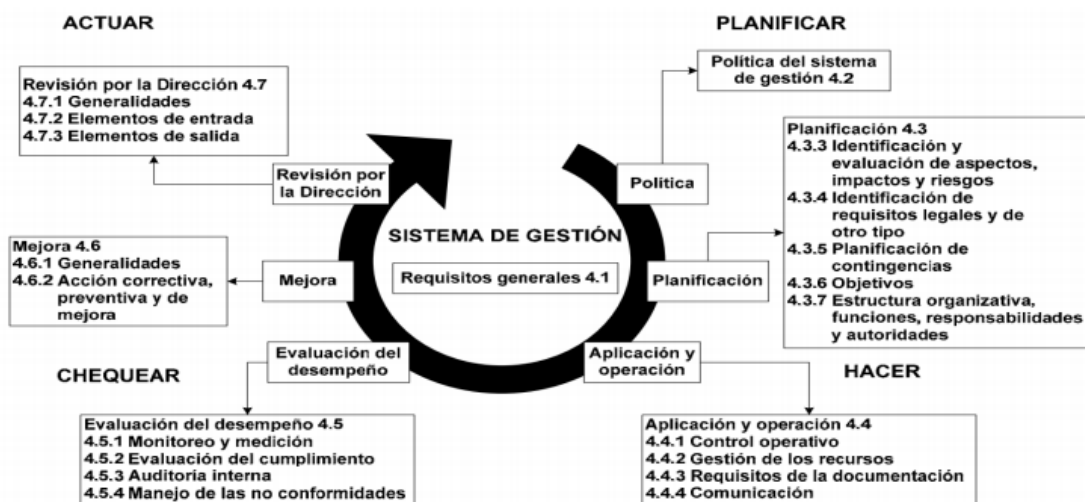 ACTUAR
PLANIFICAR
Política del sistema
de gestión 4.2
Revisión por la Dirección 4.7
4.7.1 Generalidades
4.7.2 Elementos de entrada
4.7.3 Elementos de salida
Planificación 4.3
4.3.3 Identificación y
evaluación de aspectos,
impactos y riesgos
4.3.4 Identificación de
requisitos legales y de
otro tipo
4.3.5 Planificación de
contingencias
4.3.6 Objetivos
4.3.7 Estructura organizativa,
funciones, responsabilidades
y autoridades
Revisión por
la Dirección
Política
SISTEMA DE GESTIÓN
Requisitos generales 4.1
Mejora 4.6
4.6.1 Generalidades
4.6.2 Acción correctiva,
preventiva y de
mejora
Mejora
Planificación
Evaluación del
desempeño
Aplicación y
operación
CHEQUEAR
HACER
Evaluación del desempeño 4.5
4.5.1 Monitoreo y medición
4.5.2 Evaluación del cumplimiento
4.5.3 Auditoria interna
4.5.4 Manejo de las no conformidades
Aplicación y operación 4.4
4.4.1 Control operativo
4.4.2 Gestión de los recursos
4.4.3 Requisitos de la documentación
4.4.4 Comunicación